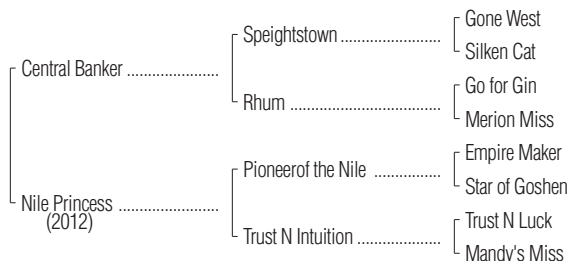 Gone West
Speightstown
Silken Cat
Central Banker
Go for Gin
Rhum
Merion Miss
Empire Maker
Pioneerof the Nile
Star of Goshen
Nile Princess
(2012)
Trust N Luck
Trust N Intuition
Mandy's Miss